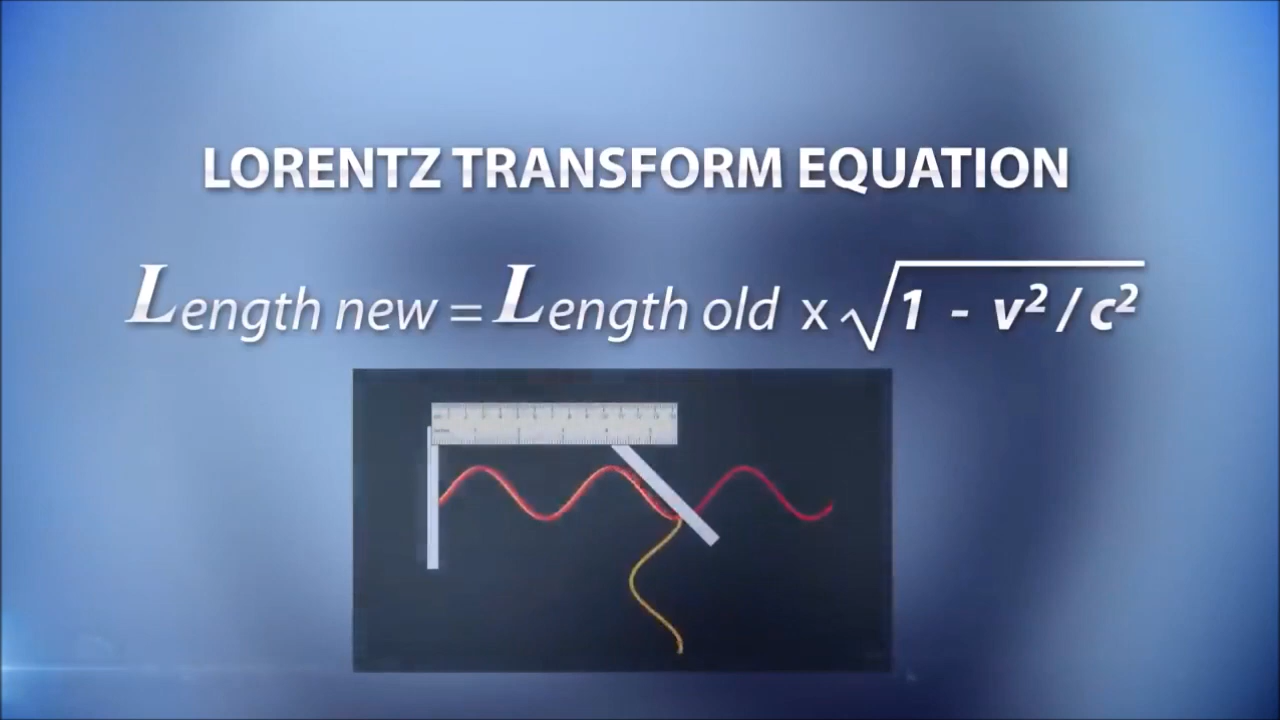 LORENTZ TRANSFORM EQUATION
Length new = Length old x √1 - v²/c²